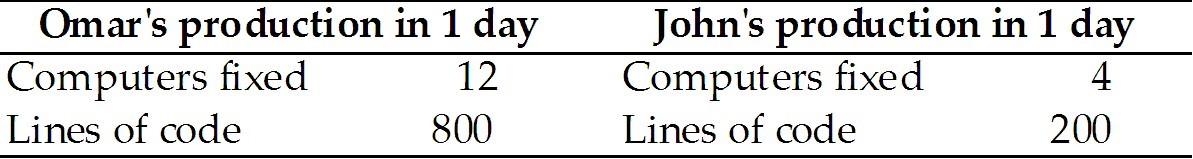 Omar's production in 1 day John's production in 1 day
Computers fixed 12 Computers fixed 4
Lines of code 800 Lines of code 200